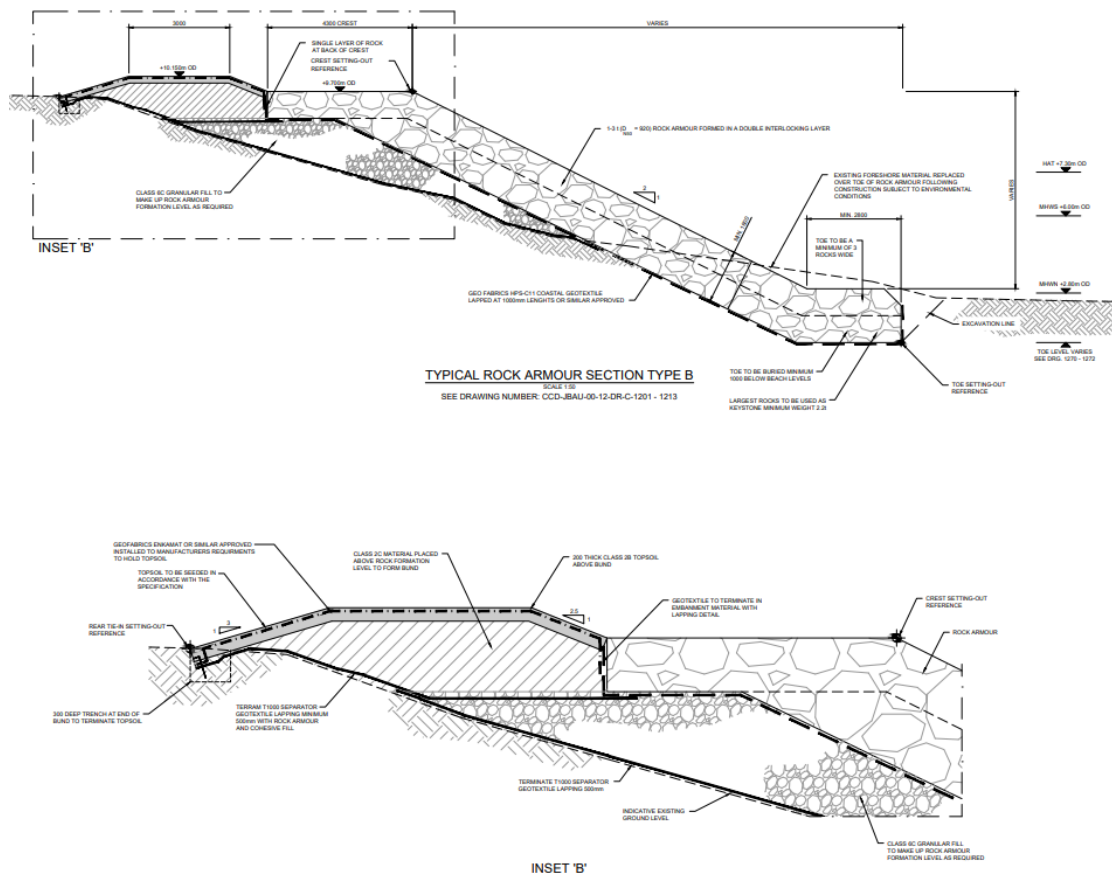 3000
4300 CREST
VARIES
SINGLE LAYER OF ROCK
AT BACK OF CREST
CREST SETTING-OUT
REFERENCE
+10.150m OD
+9.700m OD
1-3 t (D = 920) ROCK ARMOUR FORMED IN A DOUBLE INTERLOCKING LAYER
N50
2
1
EXISTING FORESHORE MATERIAL REPLACED
OVER TOE OF ROCK ARMOUR FOLLOWING
CONSTRUCTION SUBJECT TO ENVIRONMENTAL
CONDITIONS
VARIES
HAT +7.30m OD
MHWS +6.00m OD
CLASS 6C GRANULAR FILL TO
MAKE UP ROCK ARMOUR
FORMATION LEVEL AS REQUIRED
MIN. 2800
TOE TO BE A
MINIMUM OF 3
ROCKS WIDE
INSET 'B'
GEO FABRICS HPS-C11 COASTAL GEOTEXTILE
LAPPED AT 1000mm LENGHTS OR SIMILAR APPROVED
MHWN +2.80m OD
EXCAVATION LINE
TOE LEVEL VARIES
SEE DRG. 1270 - 1272
TYPICAL ROCK ARMOUR SECTION TYPE B
SCALE 1:50
SEE DRAWING NUMBER: CCD-JBAU-00-12-DR-C-1201 - 1213
TOE TO BE BURIED MINIMUM
1000 BELOW BEACH LEVELS
TOE SETTING-OUT
REFERENCE
LARGEST ROCKS TO BE USED AS
KEYSTONE MINIMUM WEIGHT 2.2t
GEOFABRICS ENKAMAT OR SIMILAR APPROVED
INSTALLED TO MANUFACTURERS REQUIRMENTS
TO HOLD TOPSOIL
CLASS 2C MATERIAL PLACED
ABOVE ROCK FORMATION
LEVEL TO FORM BUND
200 THICK CLASS 2B TOPSOIL
ABOVE BUND
TOPSOIL TO BE SEEDED IN
ACCORDANCE WITH THE
SPECIFICATION
GEOTEXTILE TO TERMINATE IN
EMBANMENT MATERIAL WITH
LAPPING DETAIL
CREST SETTING-OUT
REFERENCE
REAR TIE-IN SETTING-OUT
REFERENCE
3
1
2.5
1
ROCK ARMOUR
300 DEEP TRENCH AT END OF
BUND TO TERMINATE TOPSOIL
TERRAM T1000 SEPARATOR
GEOTEXTILE LAPPING MINIMUM
500mm WITH ROCK ARMOUR
AND COHESIVE FILL
TERMINATE T1000 SEPARATOR
GEOTEXTILE LAPPING 500mm
INDICATIVE EXISTING
GROUND LEVEL
CLASS 6C GRANULAR FILL
TO MAKE UP ROCK ARMOUR
FORMATION LEVEL AS REQUIRED
INSET 'B'